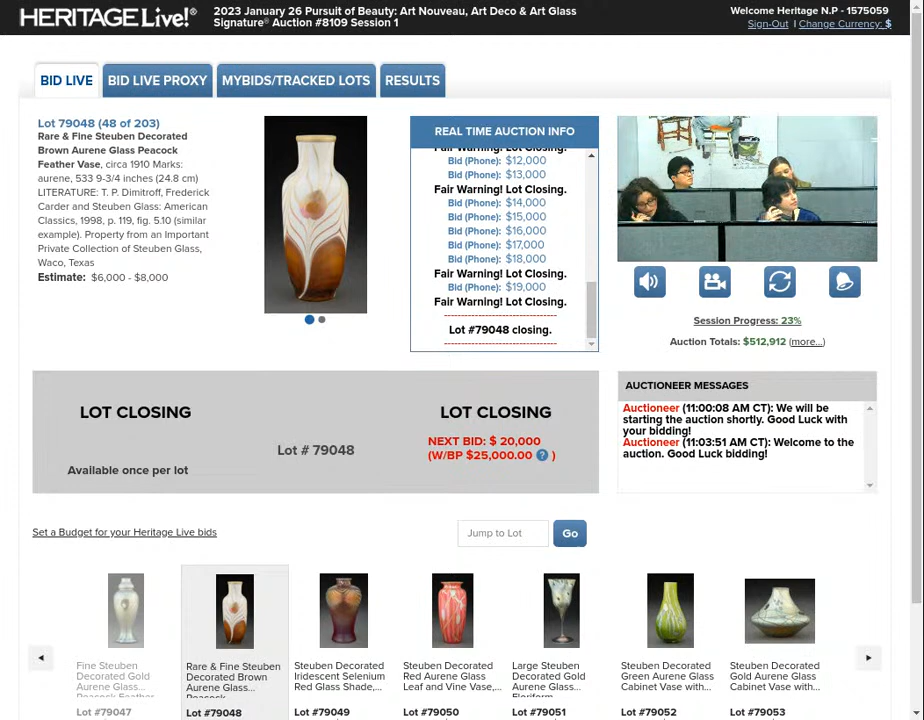 HERITAGE Live!®
2023 January 26 Pursuit of Beauty: Art Nouveau, Art Deco & Art Glass
Signature® Auction #8109 Session 1
Welcome Heritage N.P - 1575059
Sign-Out | Change Currency: $
BID LIVE
BID LIVE PROXY
MYBIDS/TRACKED LOTS
RESULTS
Lot 79048 (48 of 203)
Rare & Fine Steuben Decorated
Brown Aurene Glass Peacock
Feather Vase, circa 1910 Marks:
aurene, 533 9-3/4 inches (24.8 cm)
LITERATURE: T. P. Dimitroff, Frederick
Carder and Steuben Glass: American
Classics, 1998, p. 119, fig. 5.10 (similar
example). Property from an Important
Private Collection of Steuben Glass,
Waco, Texas
Estimate: $6,000 - $8,000
REAL TIME AUCTION INFO
Fair Warning! Lot Closing.
Bid (Phone): $12,000
Bid (Phone): $13,000
Fair Warning! Lot Closing.
Bid (Phone): $14,000
Bid (Phone): $15,000
Bid (Phone): $16,000
Bid (Phone): $17,000
Bid (Phone): $18,000
Fair Warning! Lot Closing.
Bid (Phone): $19,000
Fair Warning! Lot Closing.
--------------------------------
Lot #79048 closing.
--------------------------------
Session Progress: 23%
Auction Totals: $512,912 (more...)
LOT CLOSING
Available once per lot
Lot # 79048
LOT CLOSING
NEXT BID: $ 20,000
(W/BP $25,000.00 ? )
AUCTIONEER MESSAGES
Auctioneer (11:00:08 AM CT): We will be
starting the auction shortly. Good Luck with
your bidding!
Auctioneer (11:03:51 AM CT): Welcome to the
auction. Good Luck bidding!
Set a Budget for your Heritage Live bids
Jump to Lot
Go
Fine Steuben
Decorated Gold
Aurene Glass...
Peacock Feather
Lot #79047
Rare & Fine Steuben
Decorated Brown
Aurene Glass...
Peacock
Lot #79048
Steuben Decorated
Iridescent Selenium
Red Glass Shade,...
Lot #79049
Steuben Decorated
Red Aurene Glass
Leaf and Vine Vase,...
Lot #79050
Large Steuben
Decorated Gold
Aurene Glass...
Floriform
Lot #79051
Steuben Decorated
Green Aurene Glass
Cabinet Vase with...
Lot #79052
Steuben Decorated
Gold Aurene Glass
Cabinet Vase with...
Lot #79053